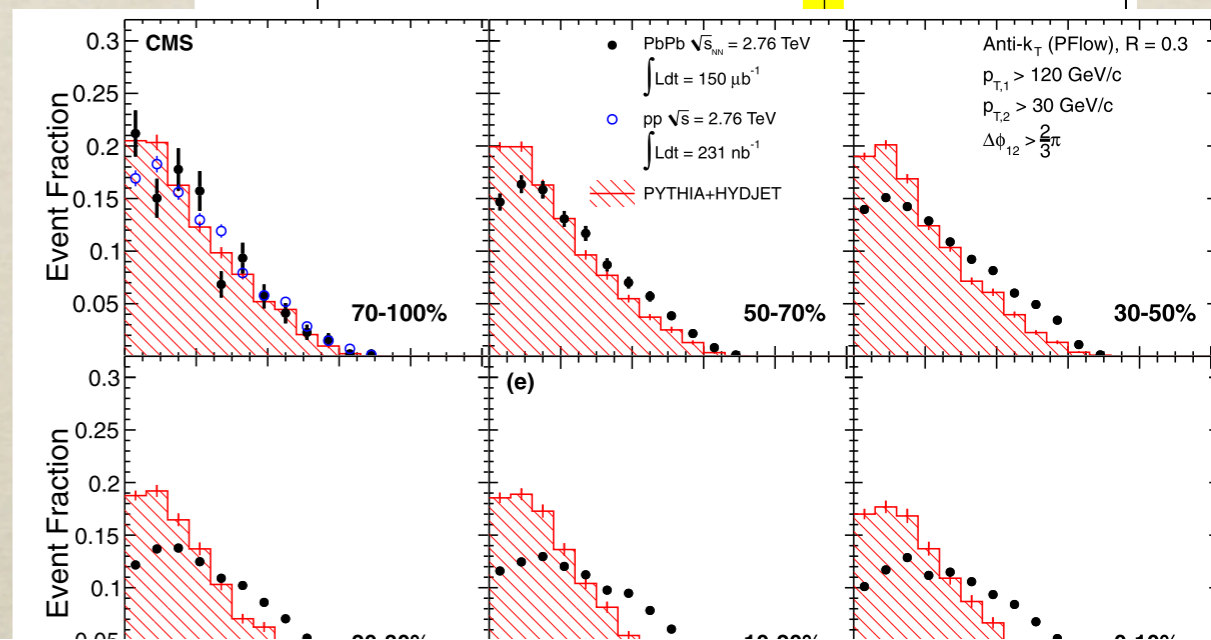 CMS
PbPb √s_NN = 2.76 TeV
∫Ldt = 150 μb⁻¹
pp √s = 2.76 TeV
∫Ldt = 231 nb⁻¹
PYTHIA+HYDJET
Anti-k_T (PFlow), R = 0.3
p_T,1 > 120 GeV/c
p_T,2 > 30 GeV/c
Δϕ_12 > 2/3 π
Event Fraction
0.3
0.25
0.2
0.15
0.1
0.05
70-100%
50-70%
30-50%
(e)
Event Fraction
0.3
0.25
0.2
0.15
0.1